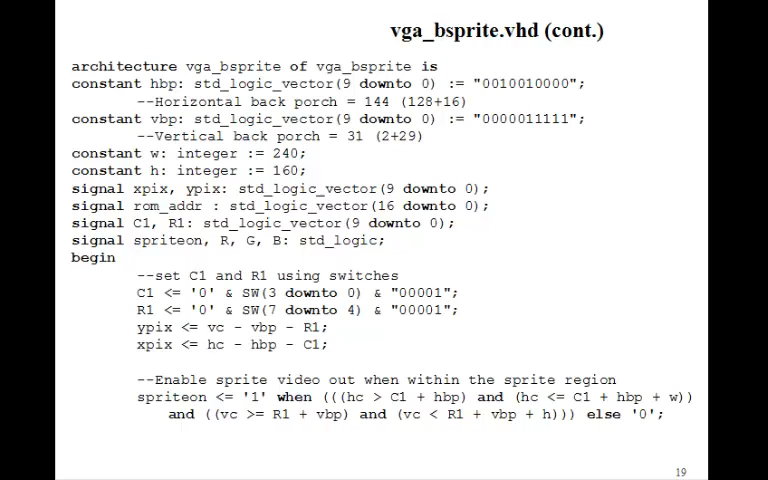 vga_bsprite.vhd (cont.)
architecture vga_bsprite of vga_bsprite is
constant hbp: std_logic_vector(9 downto 0) := "0010010000";
--Horizontal back porch = 144 (128+16)
constant vbp: std_logic_vector(9 downto 0) := "0000011111";
--Vertical back porch = 31 (2+29)
constant w: integer := 240;
constant h: integer := 160;
signal xpix, ypix: std_logic_vector(9 downto 0);
signal rom_addr : std_logic_vector(16 downto 0);
signal C1, R1: std_logic_vector(9 downto 0);
signal spriteon, R, G, B: std_logic;
begin
--set C1 and R1 using switches
C1 <= '0' & SW(3 downto 0) & "00001";
R1 <= '0' & SW(7 downto 4) & "00001";
ypix <= vc - vbp - R1;
xpix <= hc - hbp - C1;
--Enable sprite video out when within the sprite region
spriteon <= '1' when (((hc > C1 + hbp) and (hc <= C1 + hbp + w))
and ((vc >= R1 + vbp) and (vc < R1 + vbp + h))) else '0';
19